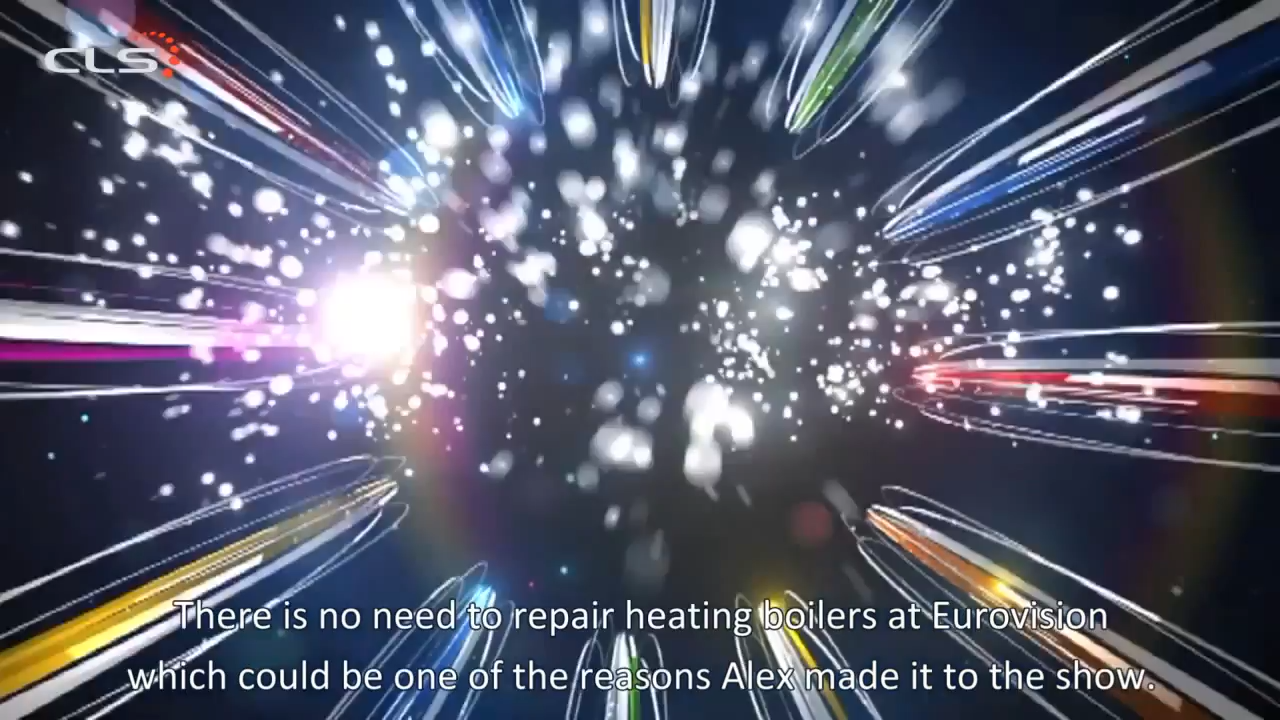 CLS
There is no need to repair heating boilers at Eurovision
which could be one of the reasons Alex made it to the show.